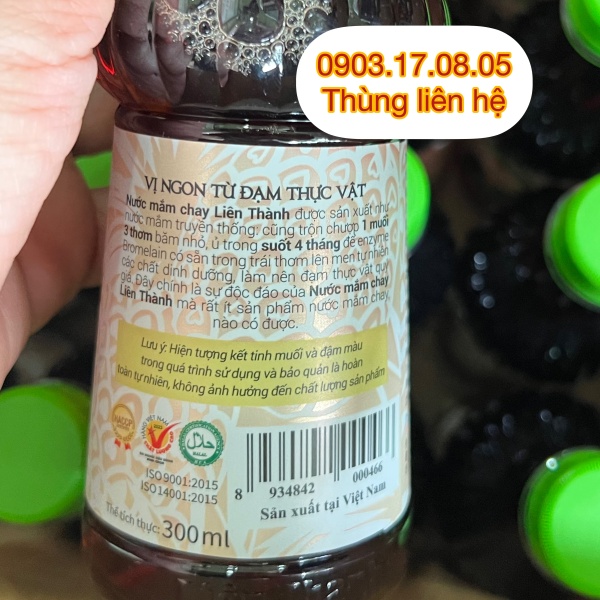 0903.17.08.05
Thùng liên hệ
VỊ NGON TỪ ĐẠM THỰC VẬT
Nước mắm chay Liên Thành được sản xuất như
nước mắm truyền thống, cũng trộn chượp 1 muối
3 thơm băm nhỏ, ủ trong suốt 4 tháng để enzyme
Bromelain có sẵn trong trái thơm lên men tự nhiên
các chất dinh dưỡng, làm nên đạm thực vật quý
giá. Đây chính là sự độc đáo của Nước mắm chay
Liên Thành mà rất ít sản phẩm nước mắm chay
nào có được.
Lưu ý: Hiện tượng kết tinh muối và đậm màu
trong quá trình sử dụng và bảo quản là hoàn
toàn tự nhiên, không ảnh hưởng đến chất lượng sản phẩm
HACCP
HALAL
ISO 9001:2015
ISO 14001:2015
8 934842 000466
Sản xuất tại Việt Nam
Thể tích thực: 300ml